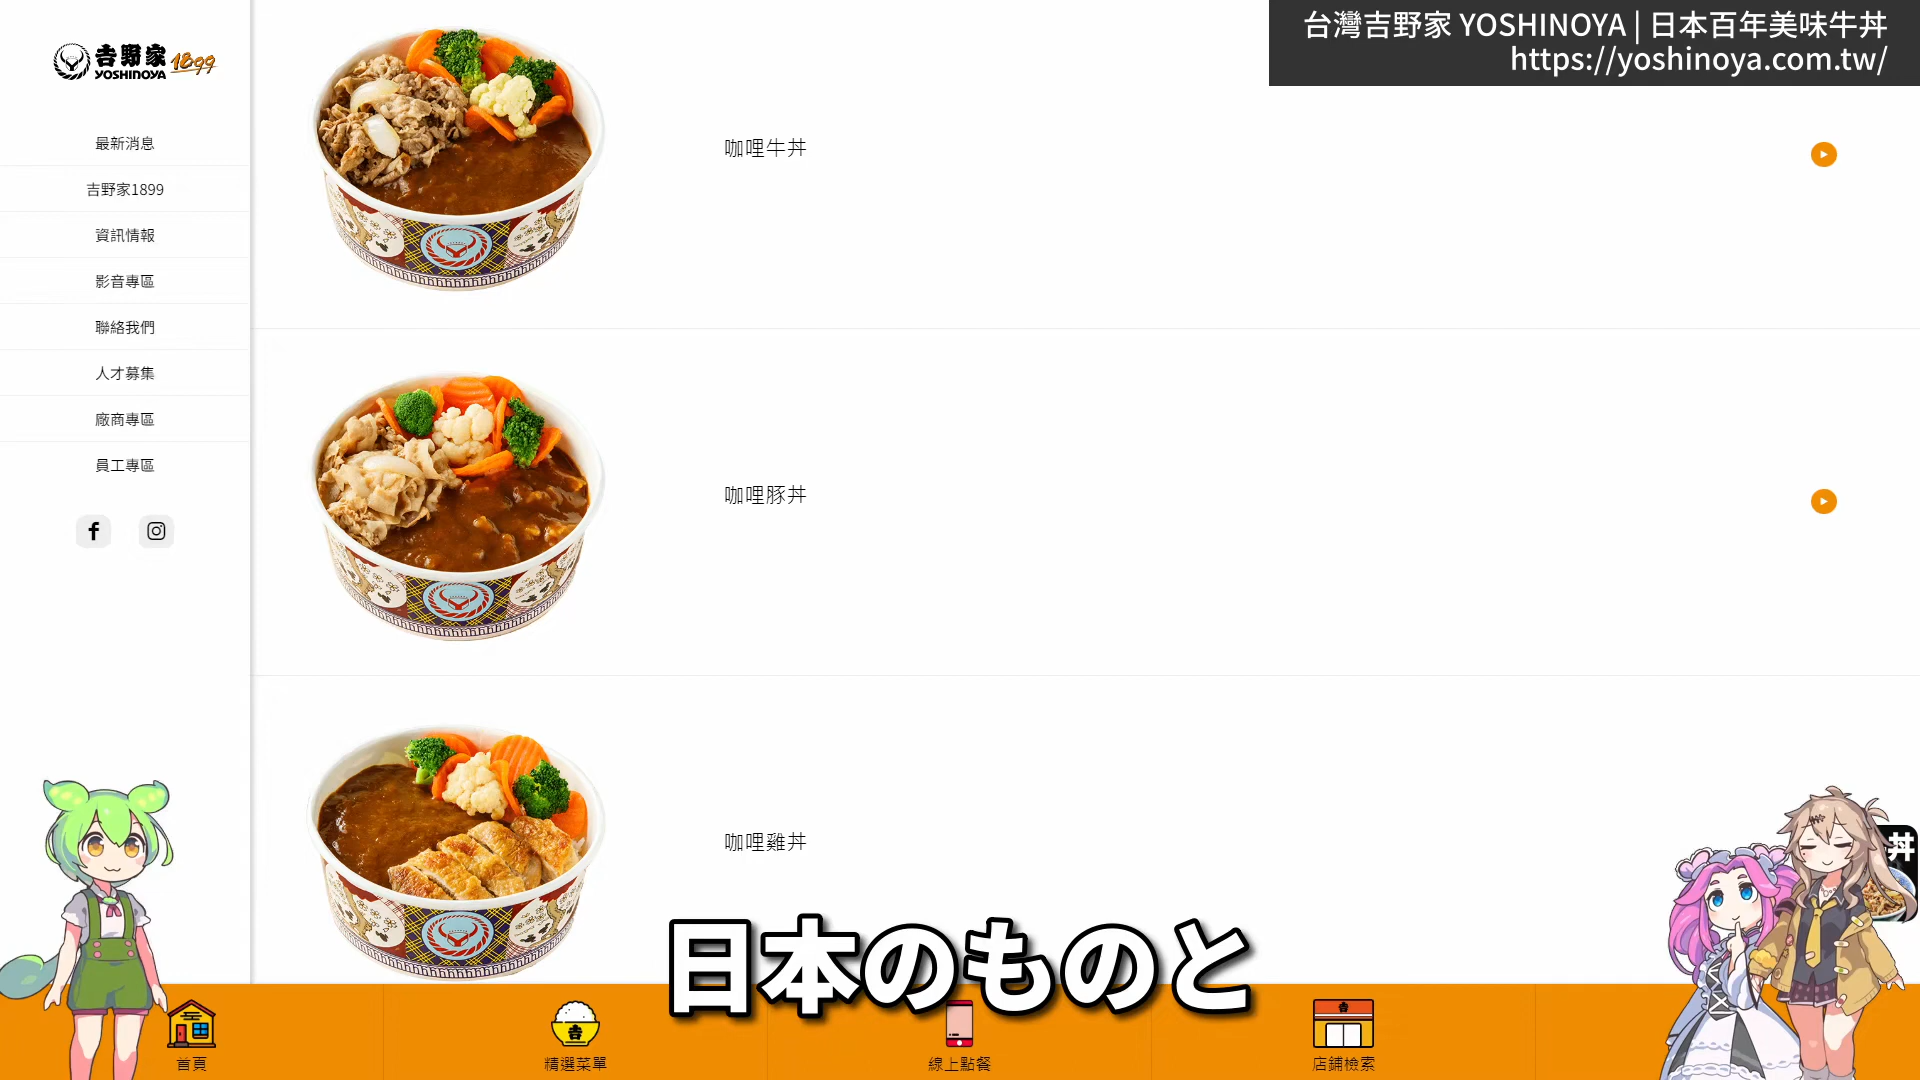 台灣吉野家 YOSHINOYA | 日本百年美味牛丼
https://yoshinoya.com.tw/
吉野家 1899
YOSHINOYA
最新消息
吉野家1899
資訊情報
影音專區
聯絡我們
人才募集
廠商專區
員工專區
咖哩牛丼
咖哩豚丼
咖哩雞丼
丼
日本のものと
首頁
精選菜單
線上點餐
店鋪檢索